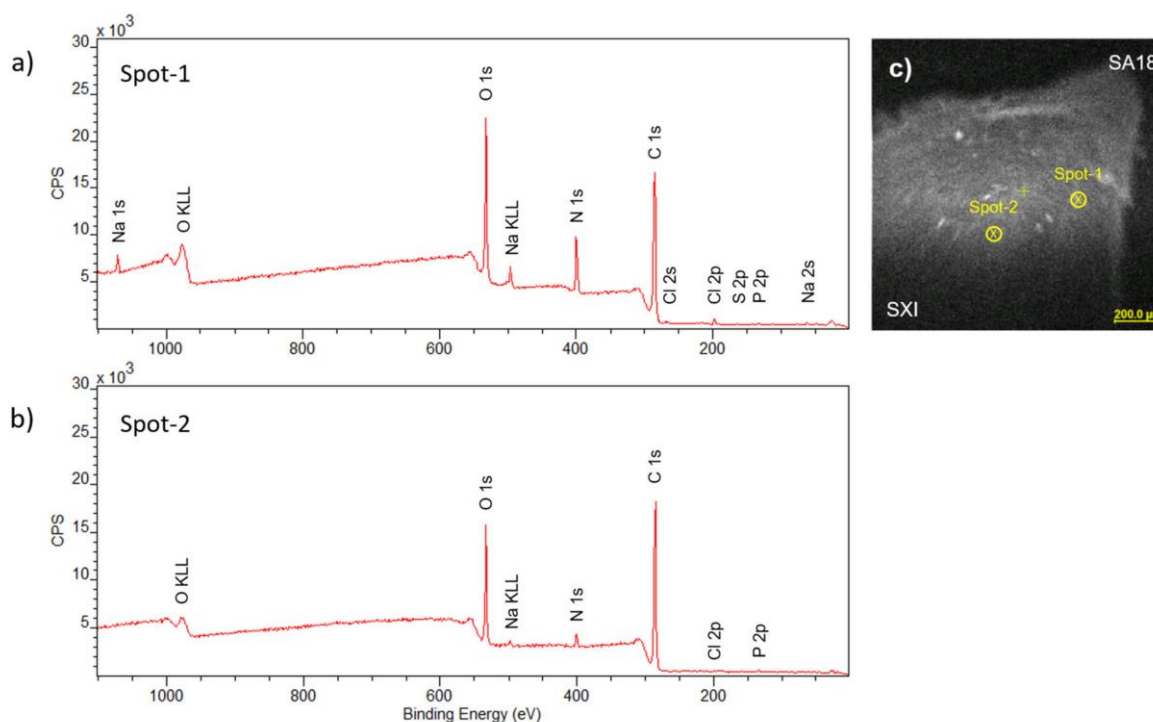 a)
x 10³
Spot-1
30
25
20
15
10
5
CPS
Na 1s
O KLL
O 1s
Na KLL
N 1s
C 1s
Cl 2s
Cl 2p
S 2p
P 2p
Na 2s
1000
800
600
400
200
c)
SA18
Spot-1
Spot-2
SXI
200.0 µ
b)
x 10³
Spot-2
30
25
20
15
10
5
CPS
O KLL
O 1s
Na KLL
N 1s
C 1s
Cl 2p
P 2p
1000
800
600
400
200
Binding Energy (eV)